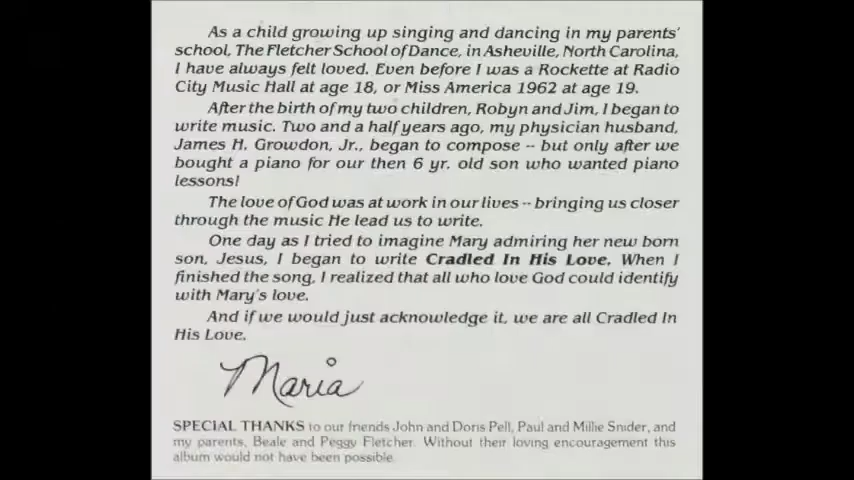 As a child growing up singing and dancing in my parents'
school, The Fletcher School of Dance, in Asheville, North Carolina,
I have always felt loved. Even before I was a Rockette at Radio
City Music Hall at age 18, or Miss America 1962 at age 19.
After the birth of my two children, Robyn and Jim, I began to
write music. Two and a half years ago, my physician husband,
James H. Growdon, Jr., began to compose -- but only after we
bought a piano for our then 6 yr. old son who wanted piano
lessons!
The love of God was at work in our lives -- bringing us closer
through the music He lead us to write.
One day as I tried to imagine Mary admiring her new born
son, Jesus, I began to write Cradled In His Love. When I
finished the song, I realized that all who love God could identify
with Mary's love.
And if we would just acknowledge it, we are all Cradled In
His Love.
Maria
SPECIAL THANKS to our friends John and Doris Pell, Paul and Millie Snider, and
my parents, Beale and Peggy Fletcher. Without their loving encouragement this
album would not have been possible.